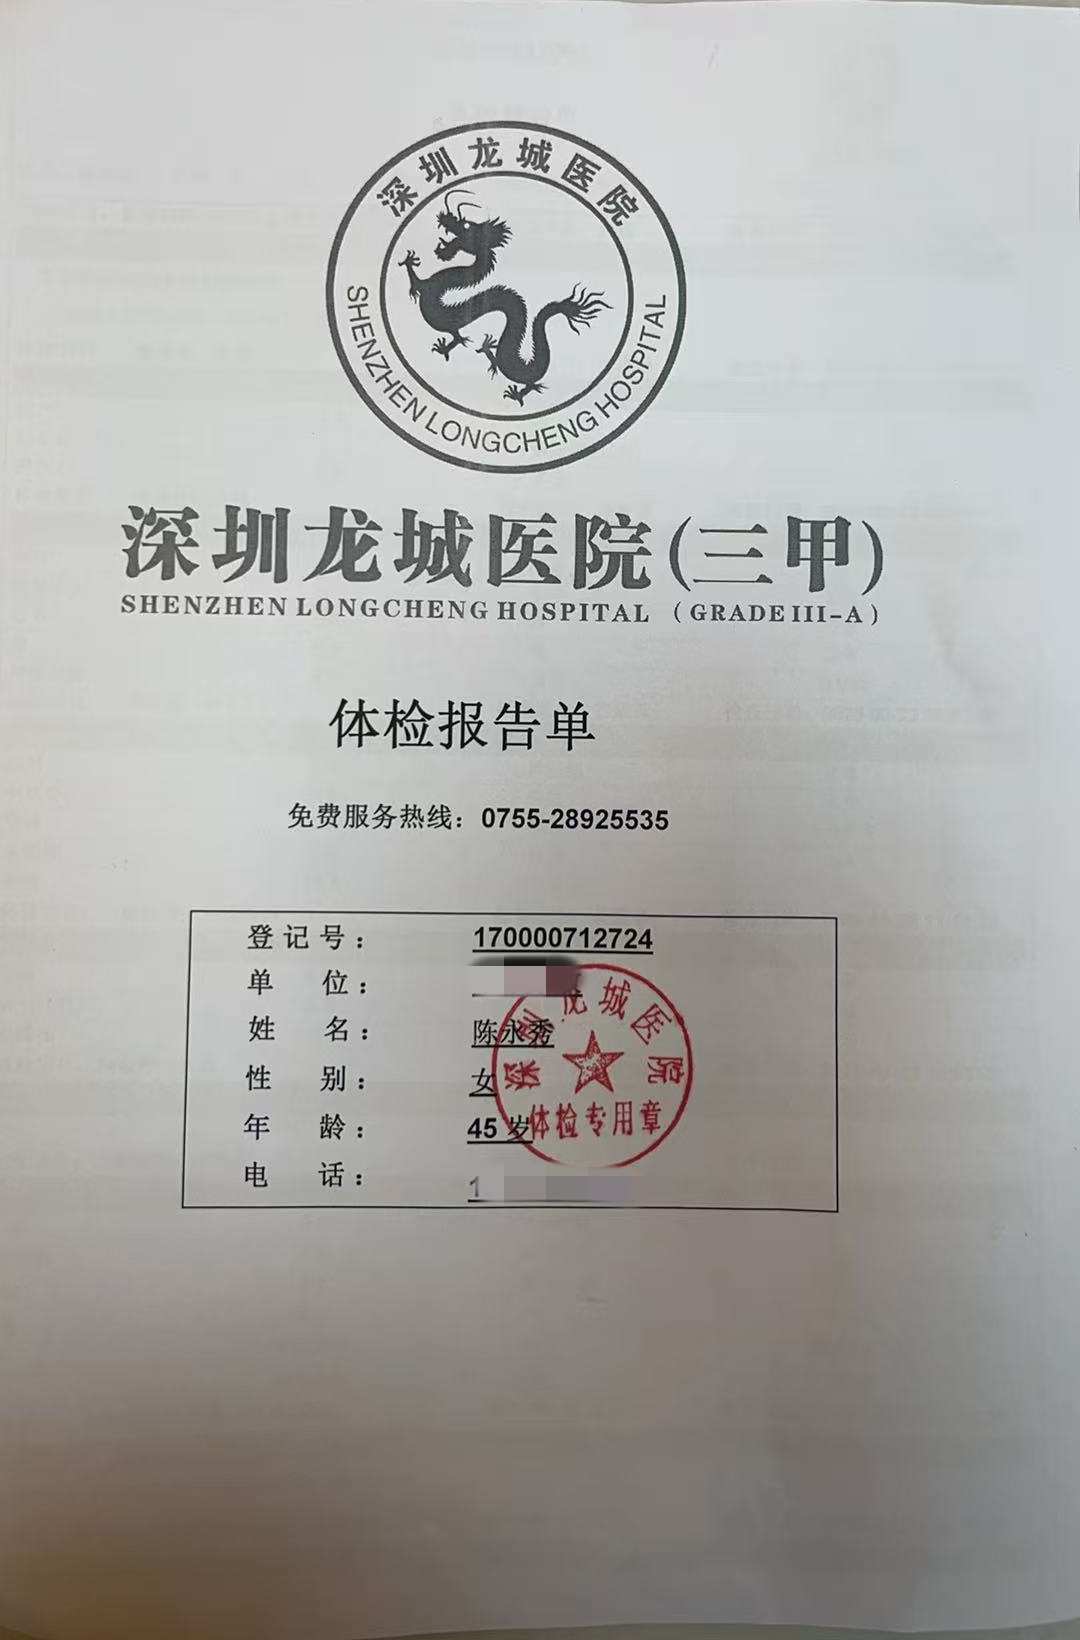 深圳龙城医院
SHENZHEN LONGCHENG HOSPITAL
深圳龙城医院(三甲)
SHENZHEN LONGCHENG HOSPITAL (GRADE III-A)
体检报告单
免费服务热线：0755-28925535
登记号： 170000712724
单 位：
姓 名： 陈永秀
性 别： 女
年 龄： 45 岁
电 话： 1
深圳龙城医院
体检专用章